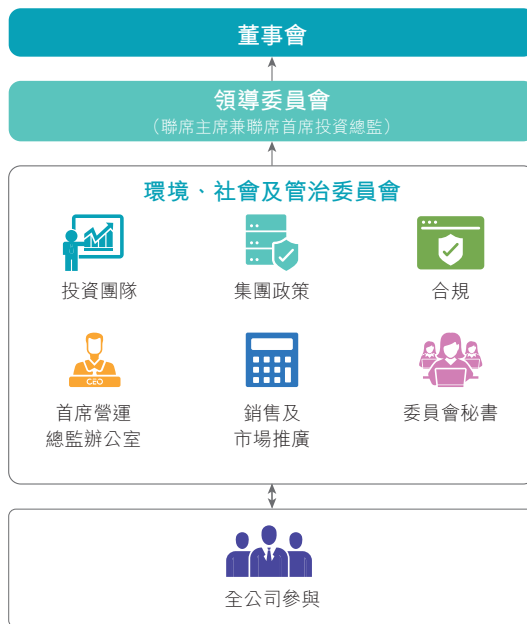 董事會
領導委員會
（聯席主席兼聯席首席投資總監）
環境、社會及管治委員會
投資團隊
集團政策
合規
CEO
首席營運
總監辦公室
銷售及
市場推廣
委員會秘書
全公司參與